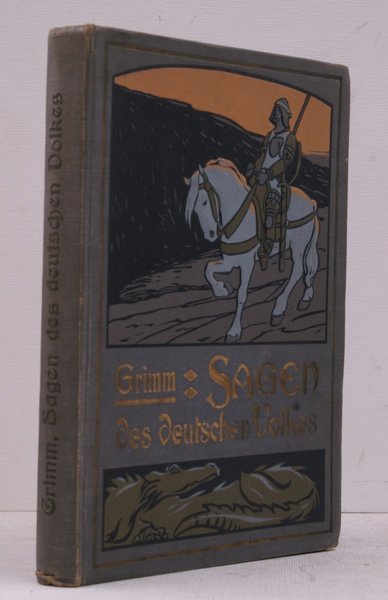 Grimm, Sagen des deutschen Volkes
Grimm: SAGEN
des deutschen Volkes